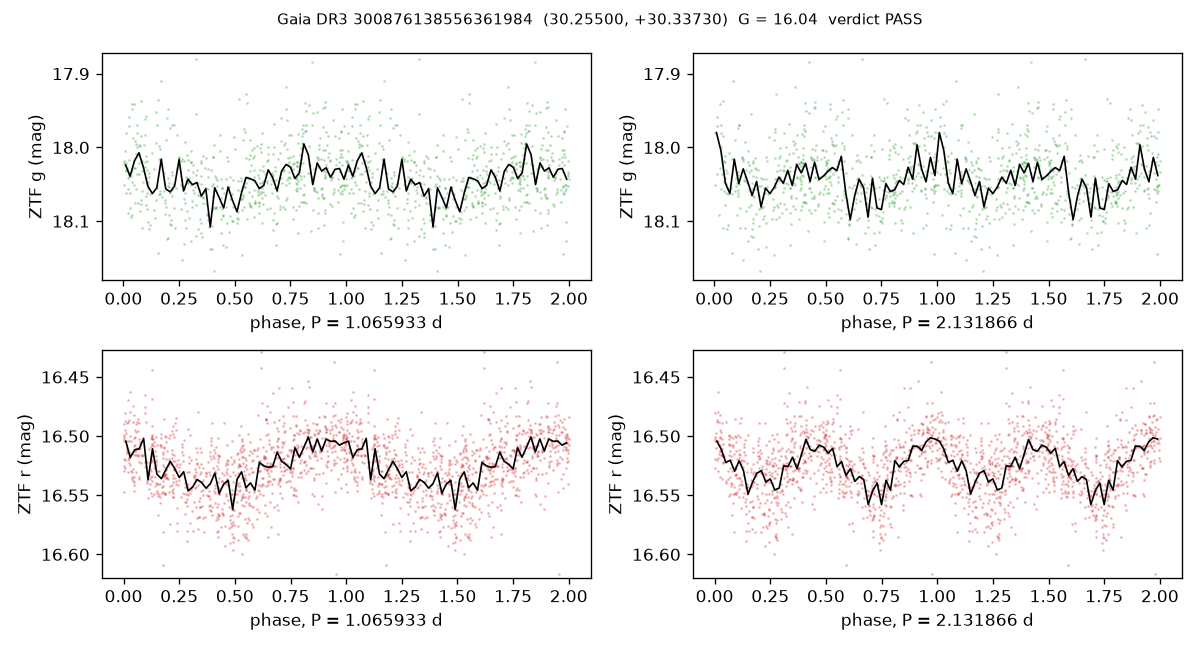 Gaia DR3 300876138556361984 (30.25500, +30.33730) G = 16.04 verdict PASS
ZTF g (mag)
17.9
18.0
18.1
0.00 0.25 0.50 0.75 1.00 1.25 1.50 1.75 2.00
phase, P = 1.065933 d
ZTF g (mag)
17.9
18.0
18.1
0.00 0.25 0.50 0.75 1.00 1.25 1.50 1.75 2.00
phase, P = 2.131866 d
ZTF r (mag)
16.45
16.50
16.55
16.60
0.00 0.25 0.50 0.75 1.00 1.25 1.50 1.75 2.00
phase, P = 1.065933 d
ZTF r (mag)
16.45
16.50
16.55
16.60
0.00 0.25 0.50 0.75 1.00 1.25 1.50 1.75 2.00
phase, P = 2.131866 d